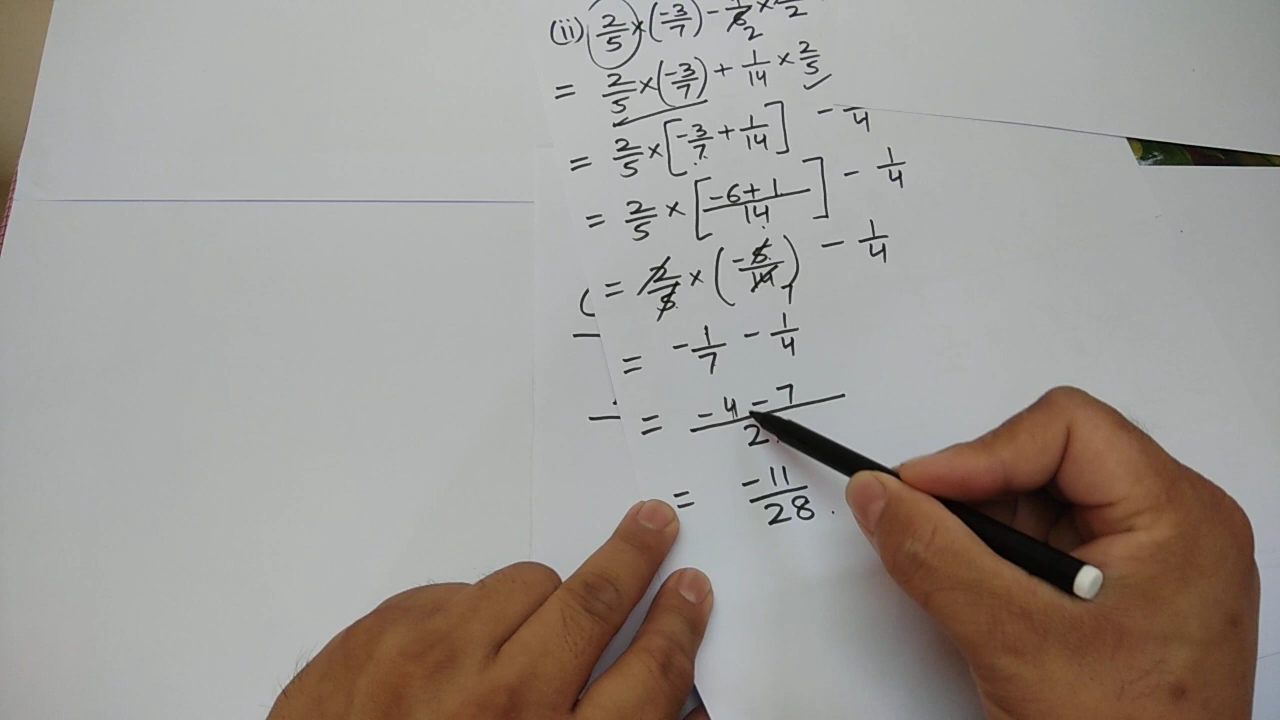 (ii) 2/5 × (-3/7) - 1/6 2 × /2
= 2/5 × (-3/7) + 1/14 × 2/5
= 2/5 × [-3/7 + 1/14] - /4
= 2/5 × [-6+1/14] - 1/4
= 2/5 × (-5/14) - 1/4
= -1/7 - 1/4
= -4-7/2
= -11/28.